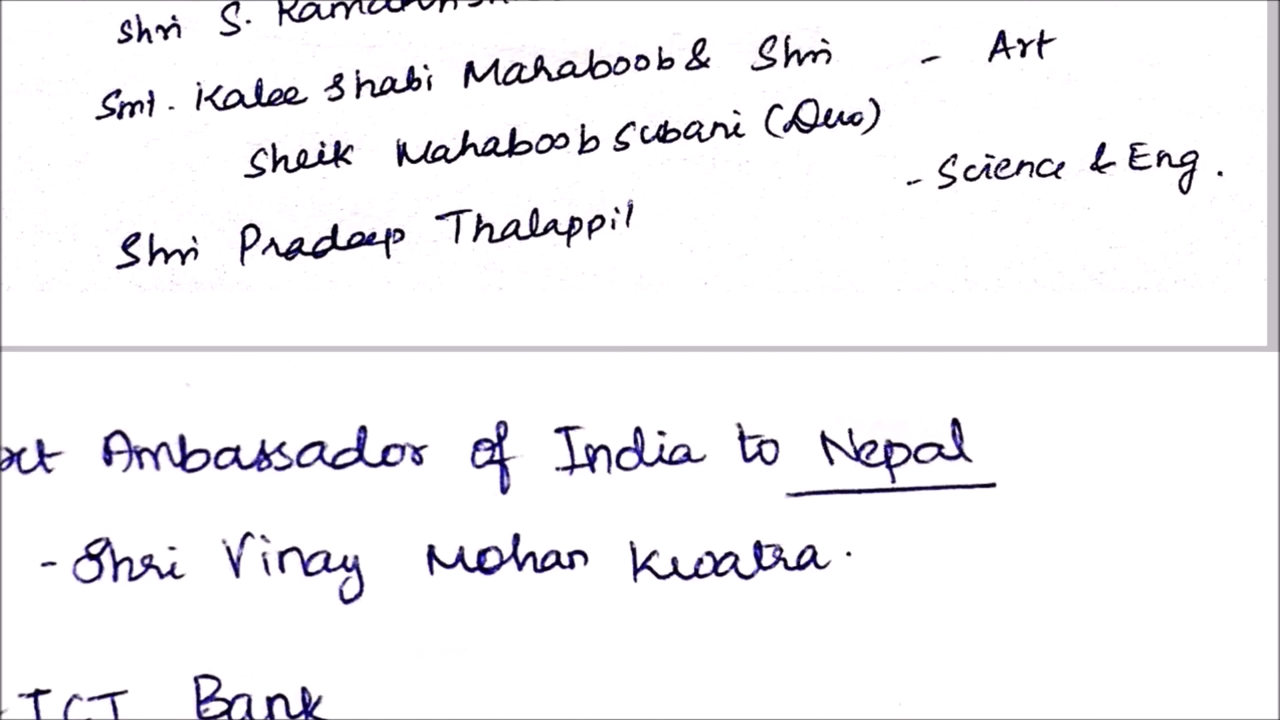 Shri S.
Smt. Kalee Shabi Mahaboob & Shri - Art
Sheik Mahaboob Subani (Duo)
Shri Pradeep Thalappil - Science & Eng.
Ambassador of India to Nepal
- Shri Vinay Mohan Kwatra.
Bank